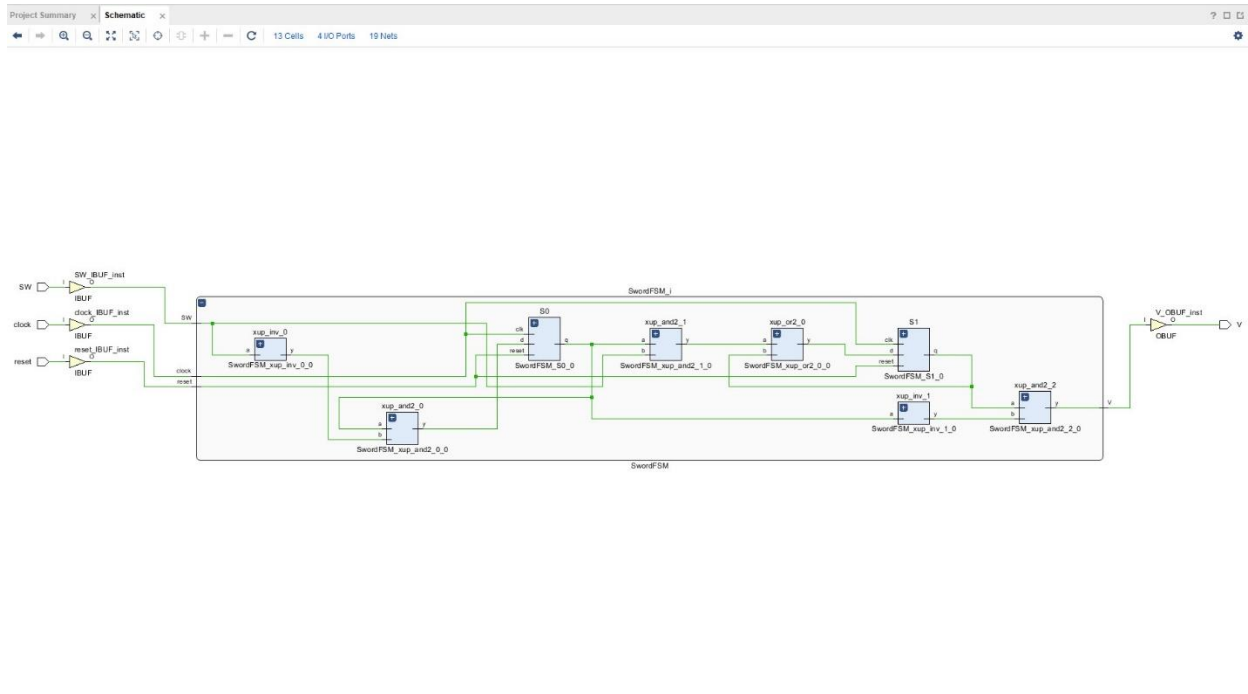 Project Summary × Schematic ×
13 Cells 4 I/O Ports 19 Nets
SW I SW_IBUF_inst O IBUF
clock I clock_IBUF_inst O IBUF
reset I reset_IBUF_inst O IBUF
SwordFSM_i
SW
clock
reset
xup_inv_0
a y
SwordFSM_xup_inv_0_0
xup_and2_0
a y
b
SwordFSM_xup_and2_0_0
S0
clk
d q
reset
SwordFSM_S0_0
xup_and2_1
a y
b
SwordFSM_xup_and2_1_0
xup_or2_0
a y
b
SwordFSM_xup_or2_0_0
S1
clk
d q
reset
SwordFSM_S1_0
xup_inv_1
a y
SwordFSM_xup_inv_1_0
xup_and2_2
a y
b
SwordFSM_xup_and2_2_0
V
V_OBUF_inst
I O
OBUF
V
SwordFSM